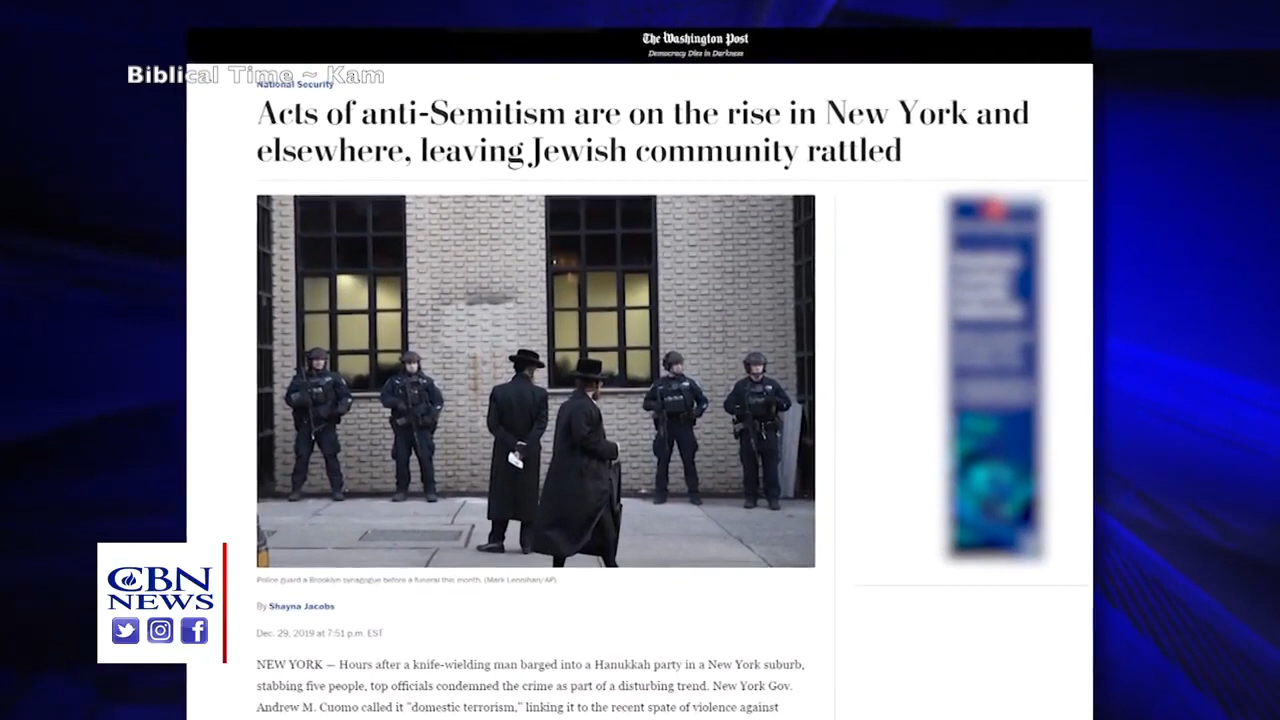 The Washington Post
Democracy Dies in Darkness
Biblical Time ~ Kam
National Security
Acts of anti-Semitism are on the rise in New York and
elsewhere, leaving Jewish community rattled
Police guard a Brooklyn synagogue before a funeral this month. (Mark Lennihan/AP)
By Shayna Jacobs
Dec. 29, 2019 at 7:51 p.m. EST
NEW YORK — Hours after a knife-wielding man barged into a Hanukkah party in a New York suburb,
stabbing five people, top officials condemned the crime as part of a disturbing trend. New York Gov.
Andrew M. Cuomo called it "domestic terrorism," linking it to the recent spate of violence against
CBN
NEWS